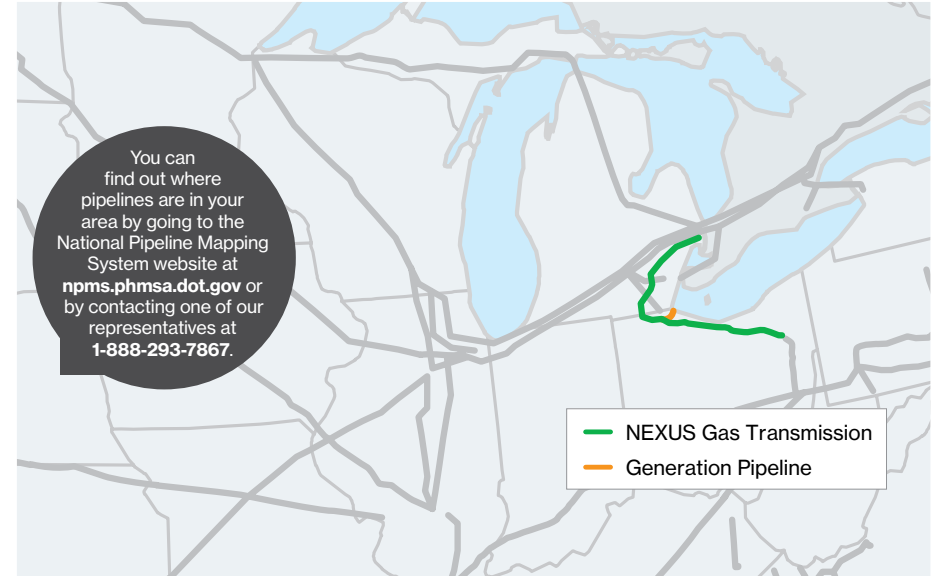 You can
find out where
pipelines are in your
area by going to the
National Pipeline Mapping
System website at
npms.phmsa.dot.gov or
by contacting one of our
representatives at
1-888-293-7867.
NEXUS Gas Transmission
Generation Pipeline